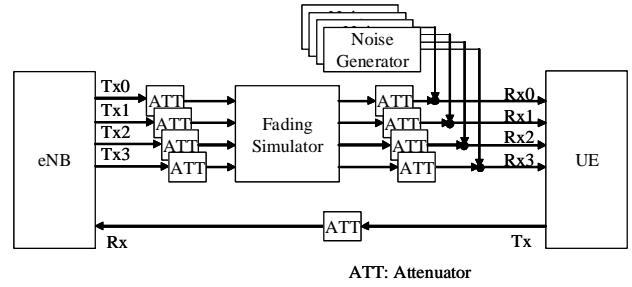 Noise
Generator
Tx0
Tx1
Tx2
Tx3
ATT
ATT
ATT
ATT
Fading
Simulator
ATT
ATT
ATT
ATT
Rx0
Rx1
Rx2
Rx3
eNB
UE
Rx
ATT
Tx
ATT: Attenuator